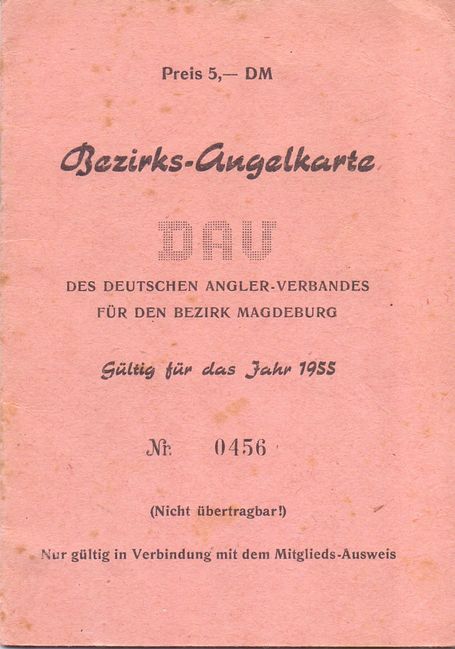 Preis 5,— DM
Bezirks-Angelkarte
DAV
DES DEUTSCHEN ANGLER-VERBANDES
FÜR DEN BEZIRK MAGDEBURG
Gültig für das Jahr 1955
Nr. 0456
(Nicht übertragbar!)
Nur gültig in Verbindung mit dem Mitglieds-Ausweis